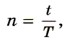 n = t/T,